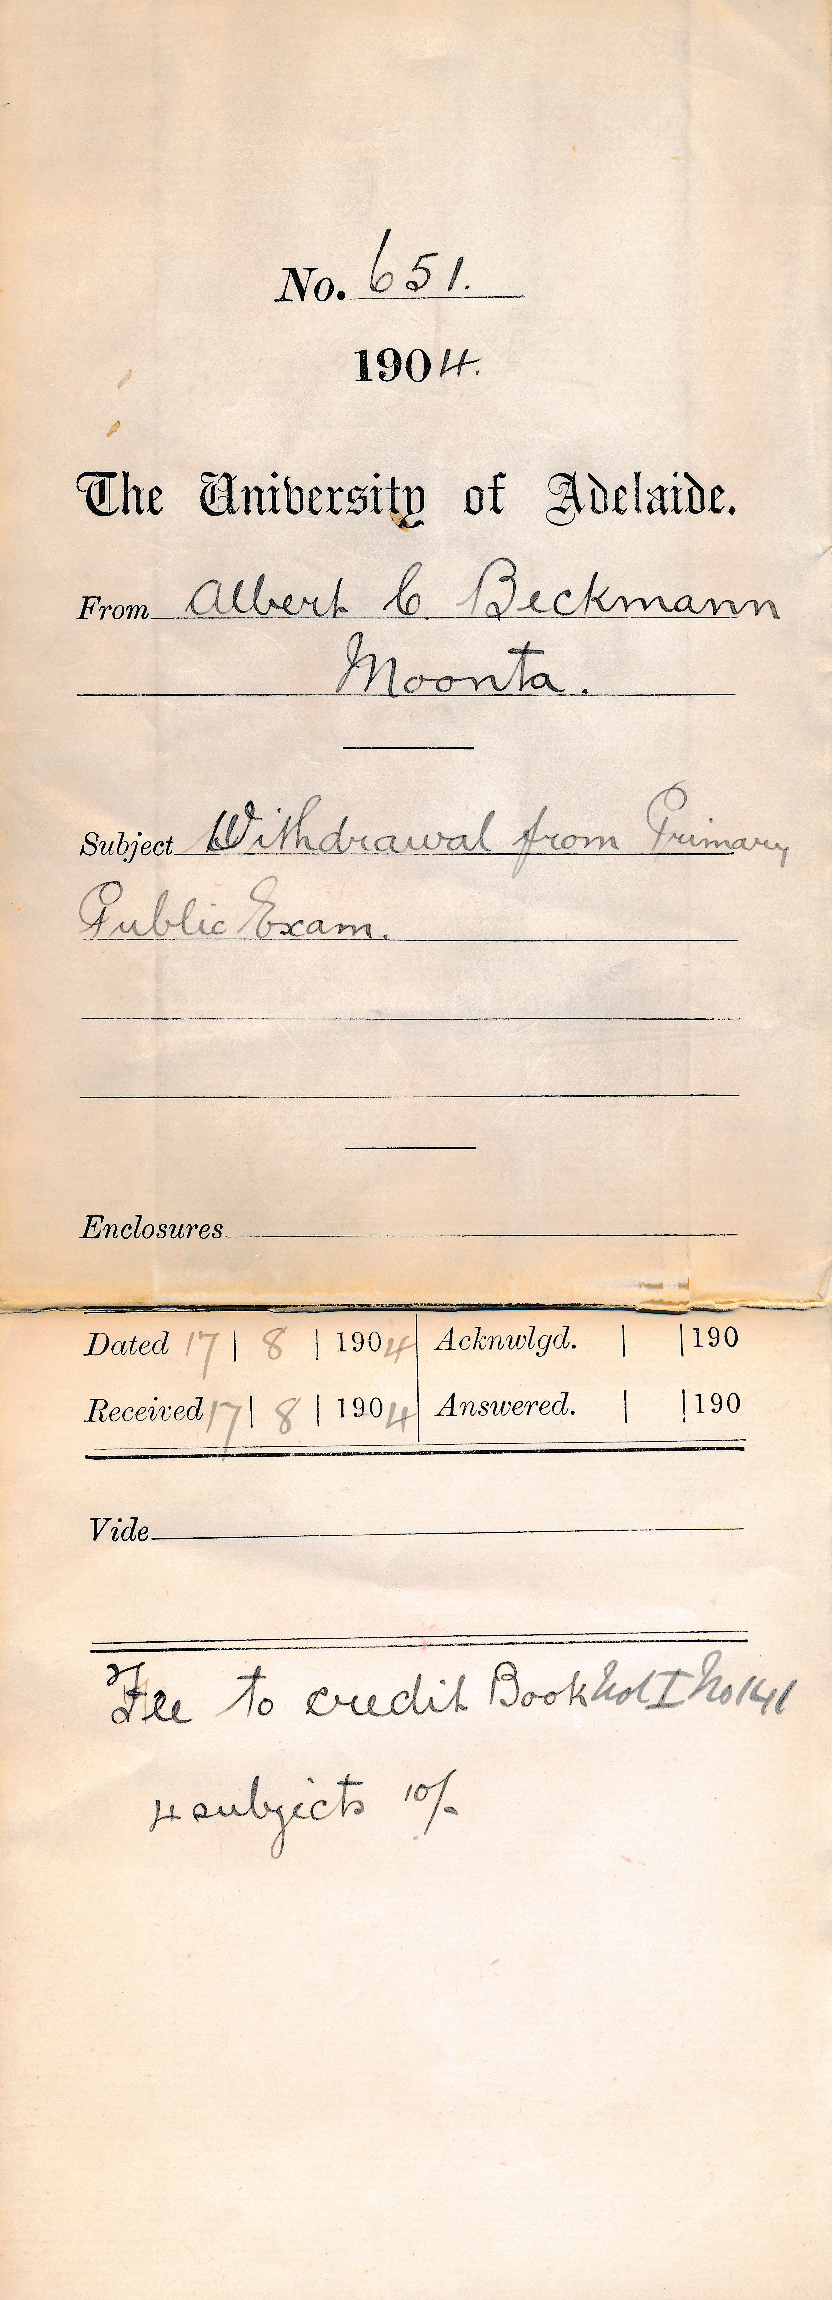 No. 651.
1904.
The University of Adelaide.
From Albert C. Beckmann
Moonta.
Subject Withdrawal from Primary
Public Exam.
Enclosures
Dated 17 | 8 | 1904 Acknwlgd. | | 190
Received 17 | 8 | 1904 Answered. | | 190
Vide
Fee to credit Book Vol I No 141
4 subjects 10/-